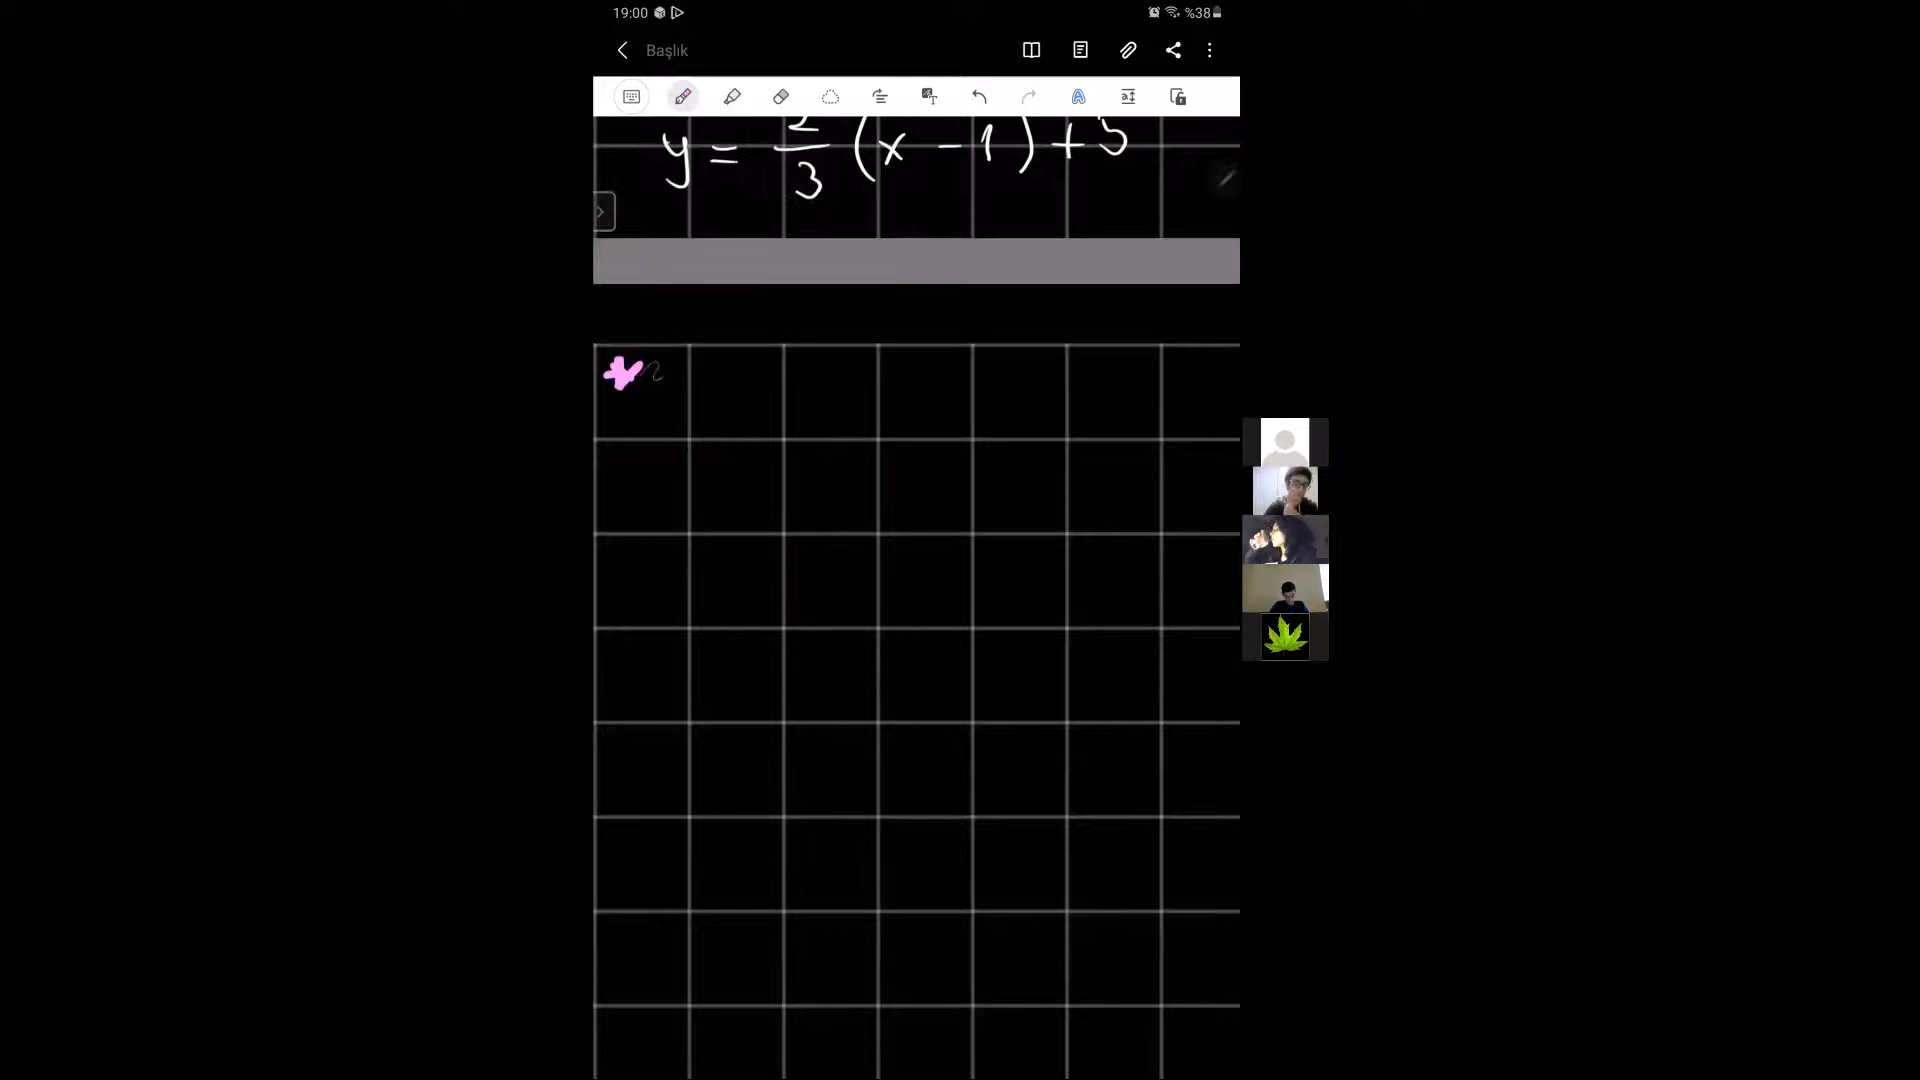 19:00 %38
Başlık
y = 2/3 (x - 1) + 5